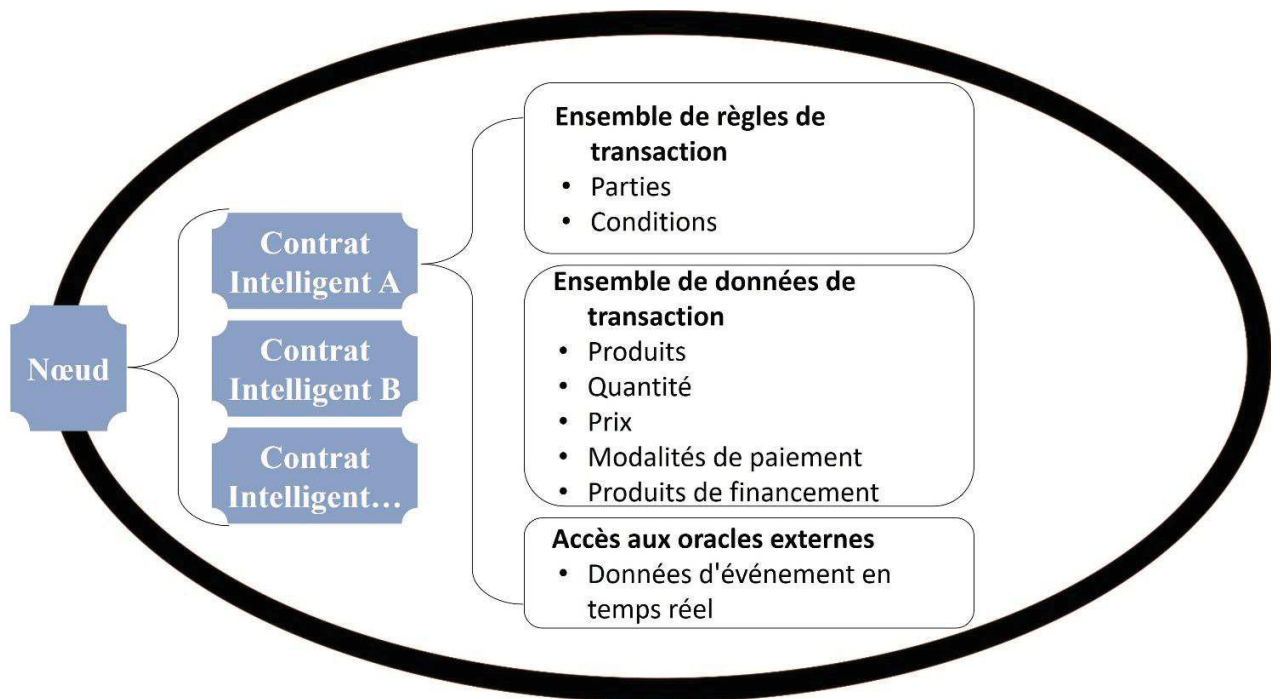 Nœud
Contrat
Intelligent A
Contrat
Intelligent B
Contrat
Intelligent…
Ensemble de règles de
transaction
• Parties
• Conditions
Ensemble de données de
transaction
• Produits
• Quantité
• Prix
• Modalités de paiement
• Produits de financement
Accès aux oracles externes
• Données d'événement en
temps réel